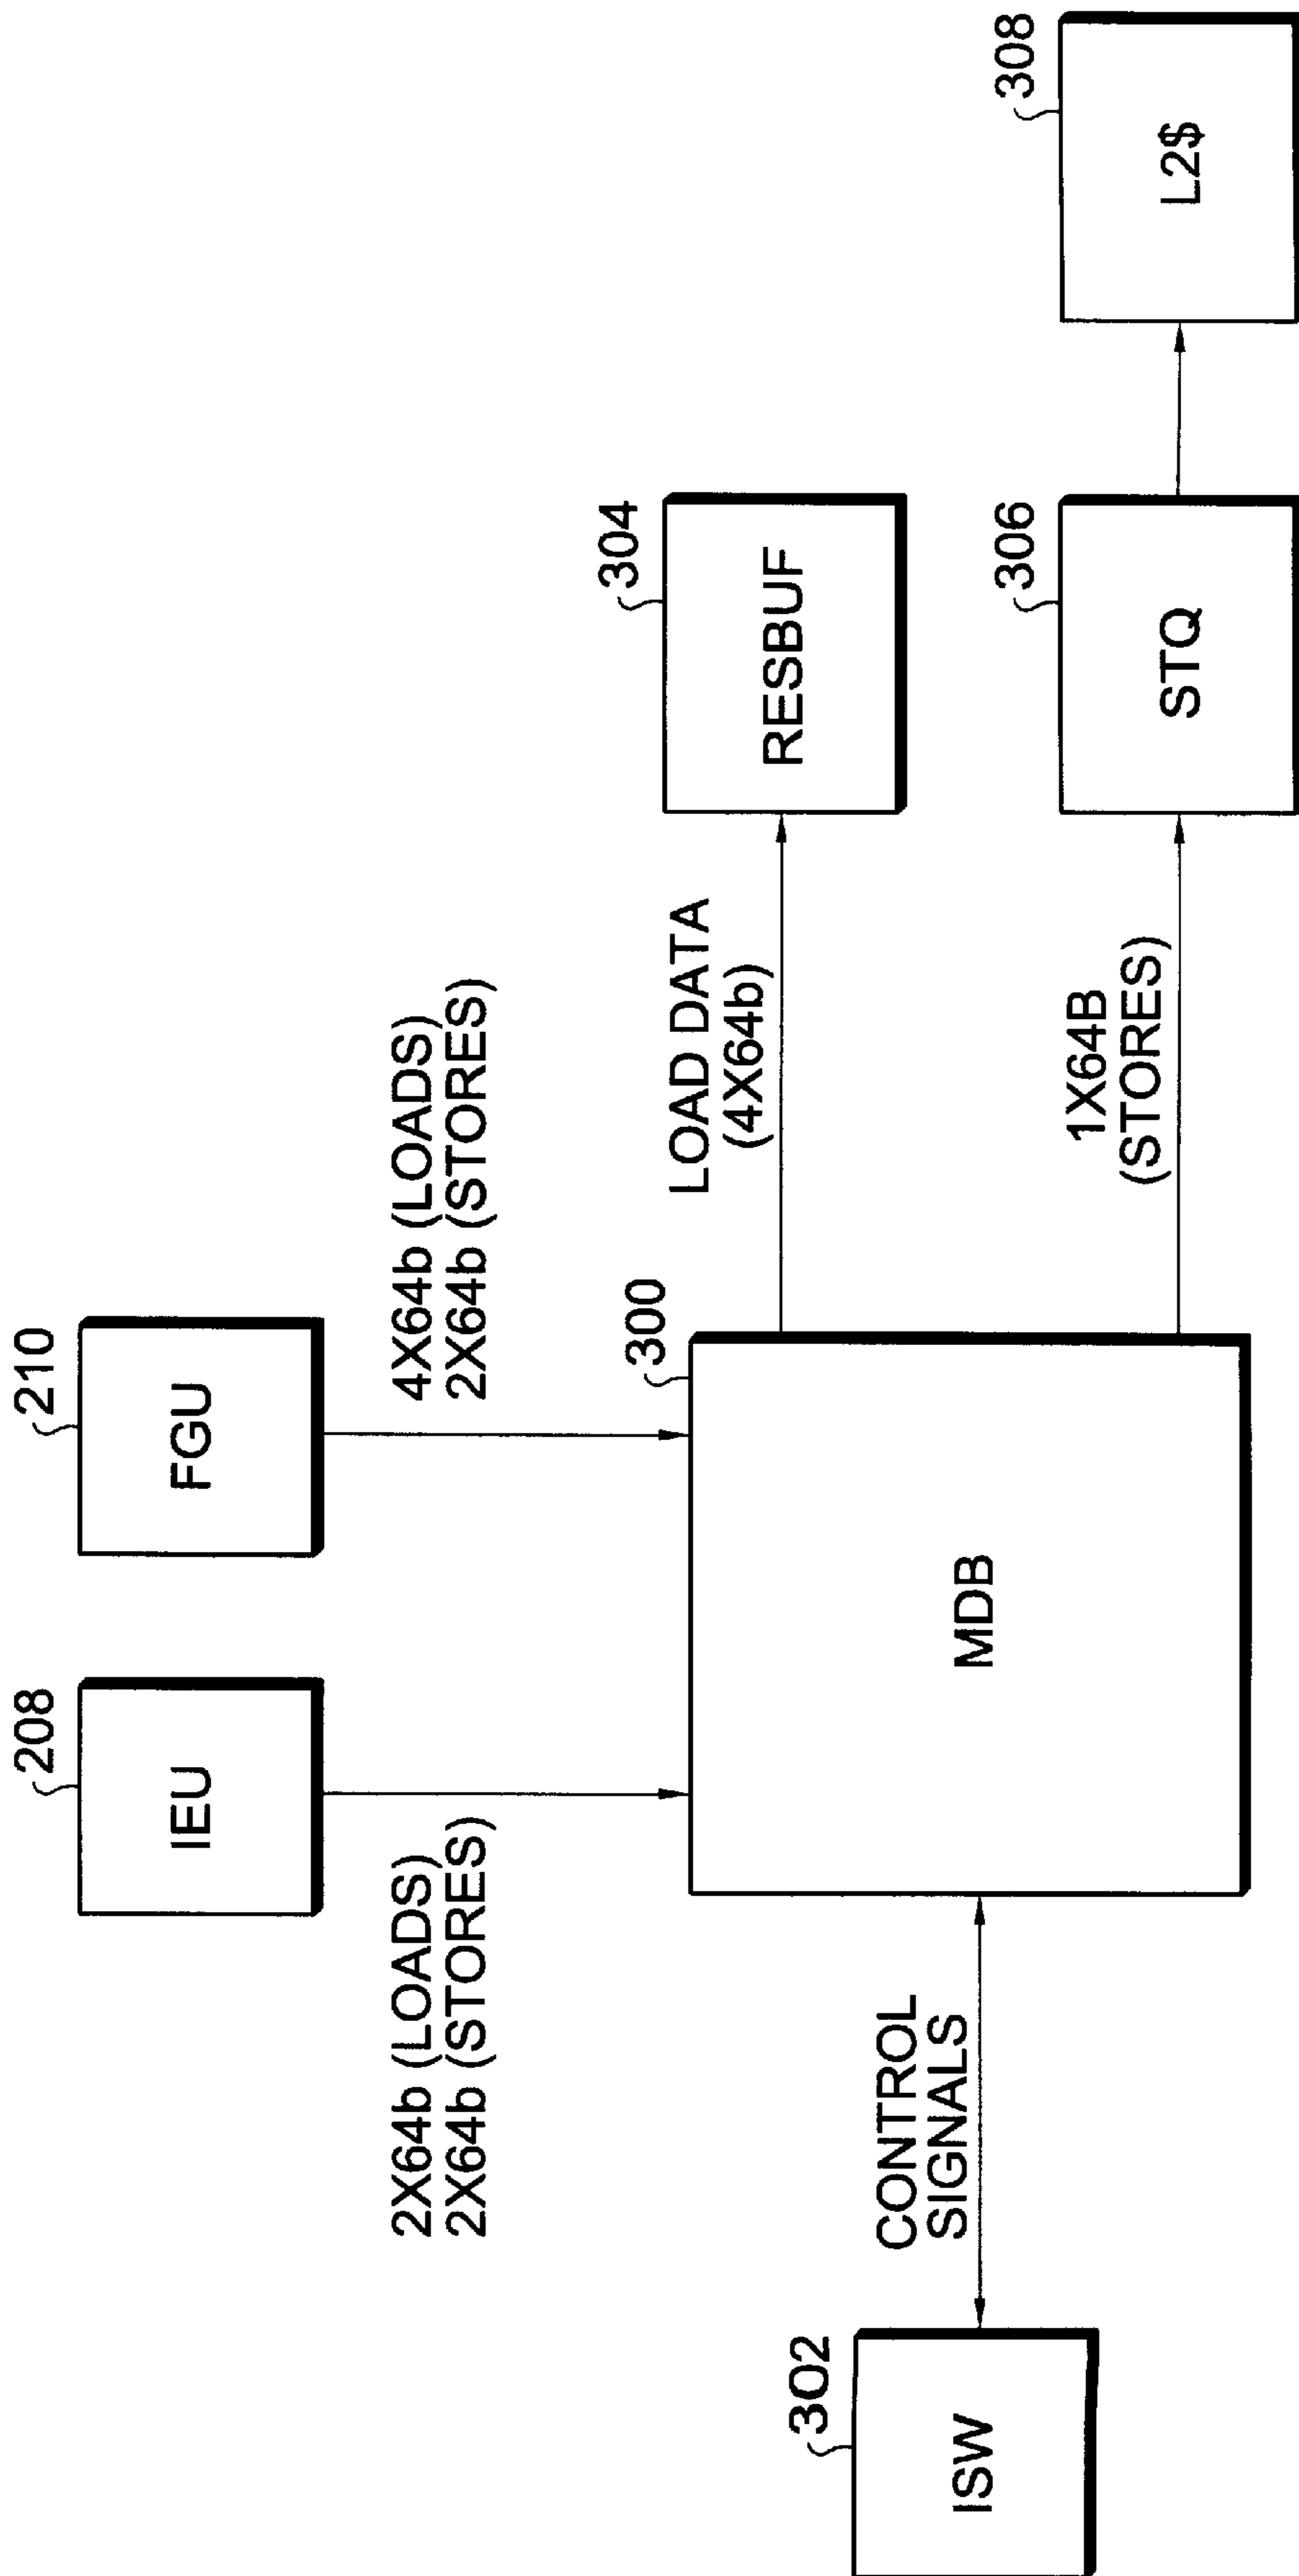 208
IEU
210
FGU
2X64b (LOADS)
2X64b (STORES)
4X64b (LOADS)
2X64b (STORES)
302
ISW
CONTROL
SIGNALS
300
MDB
LOAD DATA
(4X64b)
304
RESBUF
1X64B
(STORES)
306
STQ
308
L2$